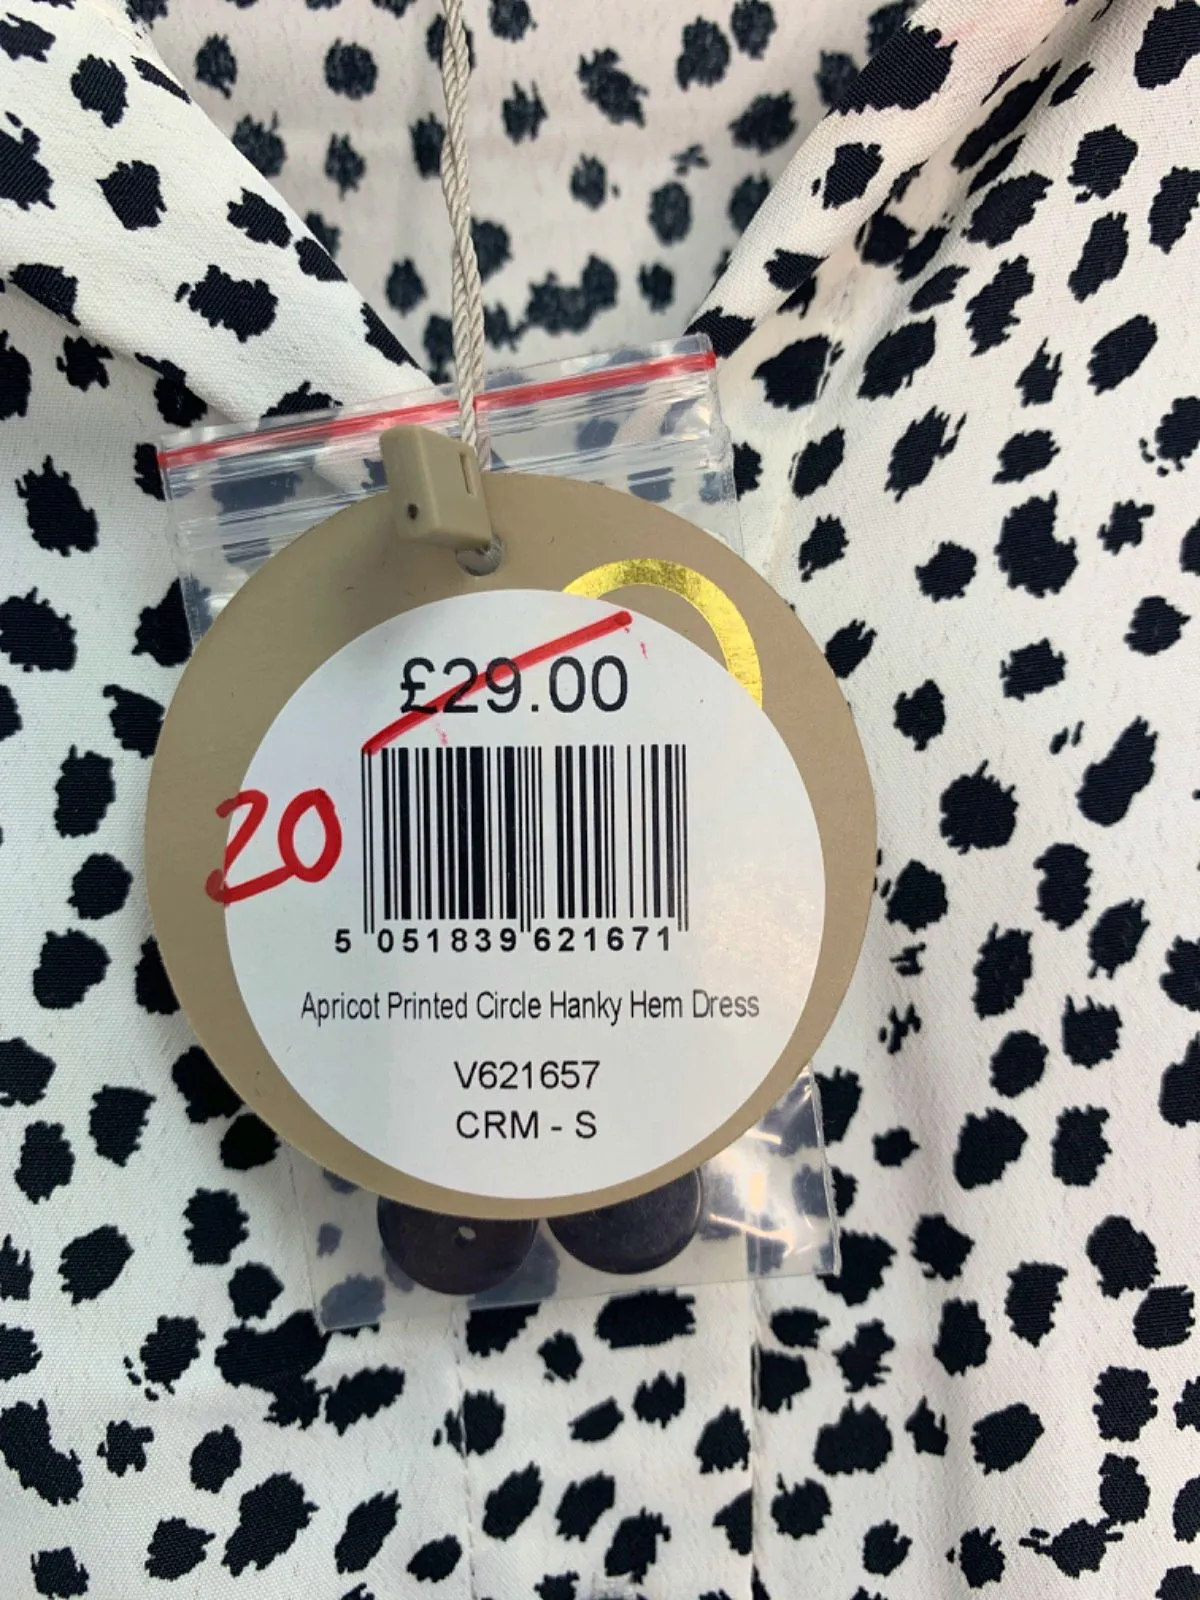 £29.00
20
5 051839 621671
Apricot Printed Circle Hanky Hem Dress
V621657
CRM - S